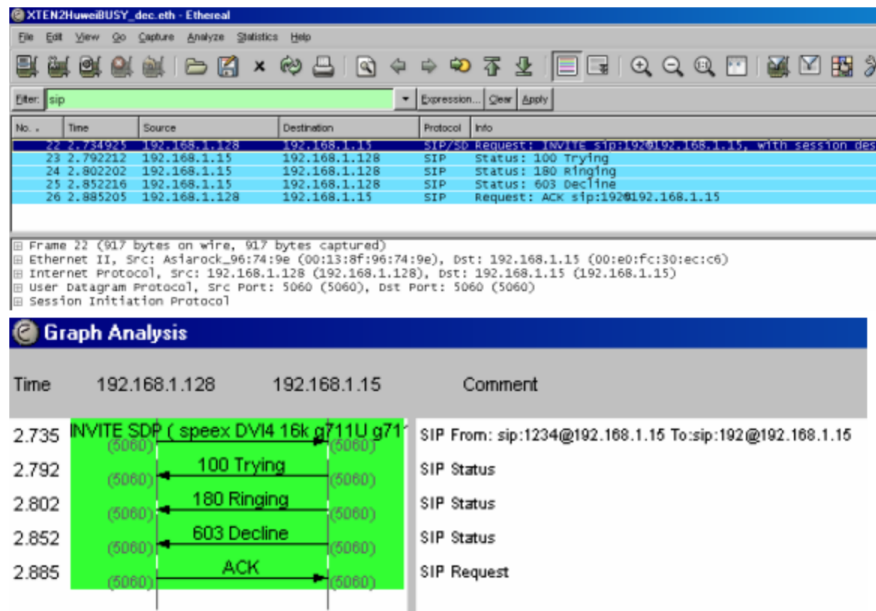 XTEN2HuweiBUSY_dec.eth - Ethereal
File Edit View Go Capture Analyze Statistics Help
Filter: sip Expression... Clear Apply
No. . Time Source Destination Protocol Info
22 2.734925 192.168.1.128 192.168.1.15 SIP/SD Request: INVITE sip:192@192.168.1.15, with session des
23 2.792212 192.168.1.15 192.168.1.128 SIP Status: 100 Trying
24 2.802202 192.168.1.15 192.168.1.128 SIP Status: 180 Ringing
25 2.852216 192.168.1.15 192.168.1.128 SIP Status: 603 Decline
26 2.885205 192.168.1.128 192.168.1.15 SIP Request: ACK sip:192@192.168.1.15
Frame 22 (917 bytes on wire, 917 bytes captured)
Ethernet II, Src: Asiarock_96:74:9e (00:13:8f:96:74:9e), Dst: 192.168.1.15 (00:e0:fc:30:ec:c6)
Internet Protocol, Src: 192.168.1.128 (192.168.1.128), Dst: 192.168.1.15 (192.168.1.15)
User Datagram Protocol, Src Port: 5060 (5060), Dst Port: 5060 (5060)
Session Initiation Protocol
Graph Analysis
Time 192.168.1.128 192.168.1.15 Comment
2.735 INVITE SDP ( speex DVI4 16k g711U g711 SIP From: sip:1234@192.168.1.15 To:sip:192@192.168.1.15
(5060) (5060)
2.792 100 Trying SIP Status
(5060) (5060)
2.802 180 Ringing SIP Status
(5060) (5060)
2.852 603 Decline SIP Status
(5060) (5060)
2.885 ACK SIP Request
(5060) (5060)